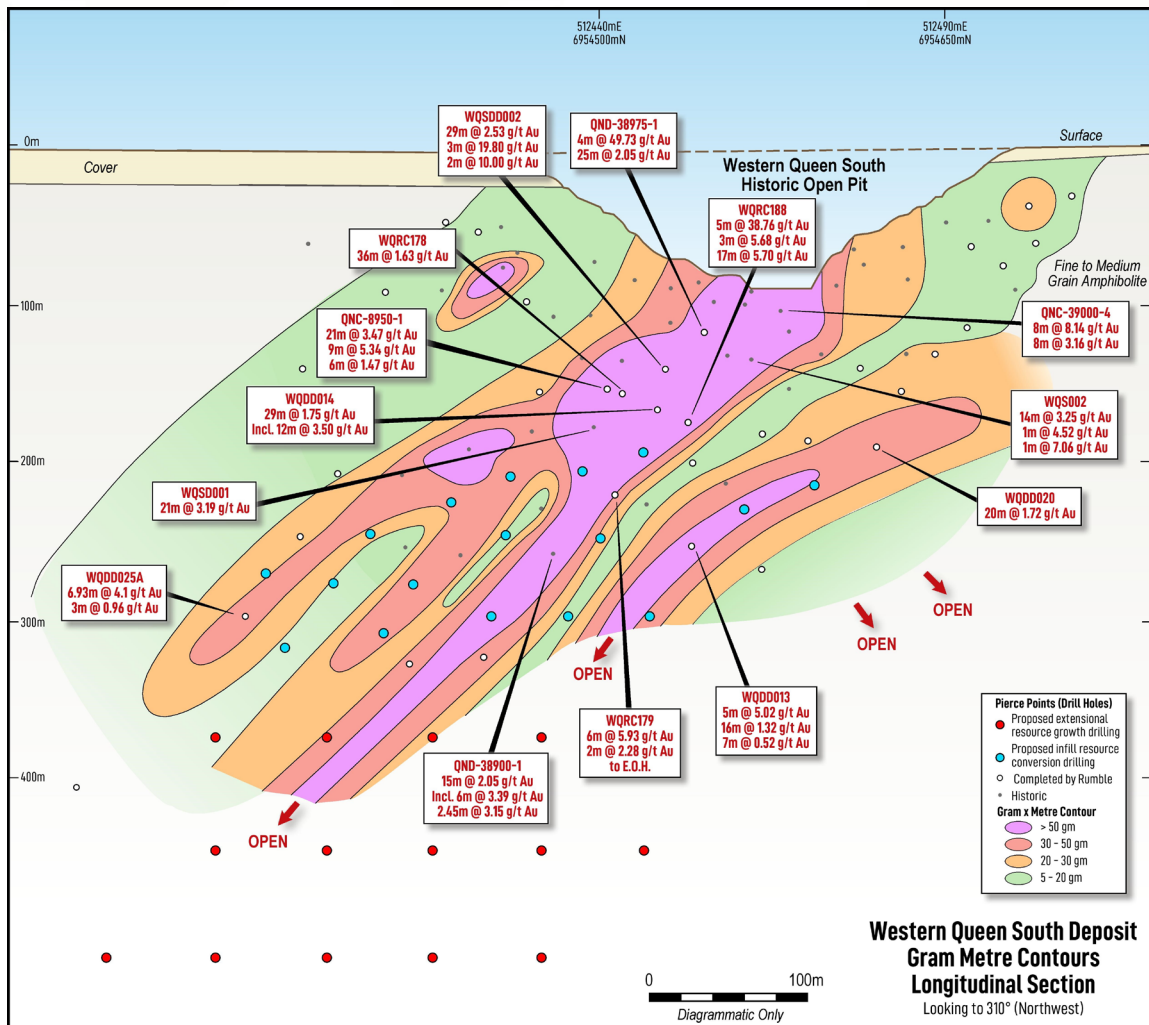 512440mE
6954500mN
512490mE
6954650mN
0m
Cover
Surface
WQSDD002
29m @ 2.53 g/t Au
3m @ 19.80 g/t Au
2m @ 10.00 g/t Au
QND-38975-1
4m @ 49.73 g/t Au
25m @ 2.05 g/t Au
Western Queen South
Historic Open Pit
WQRC188
5m @ 38.76 g/t Au
3m @ 5.68 g/t Au
17m @ 5.70 g/t Au
WQRC178
36m @ 1.63 g/t Au
Fine to Medium
Grain Amphibolite
100m
QNC-8950-1
21m @ 3.47 g/t Au
9m @ 5.34 g/t Au
6m @ 1.47 g/t Au
QNC-39000-4
8m @ 8.14 g/t Au
8m @ 3.16 g/t Au
WQDD014
29m @ 1.75 g/t Au
Incl. 12m @ 3.50 g/t Au
WQS002
14m @ 3.25 g/t Au
1m @ 4.52 g/t Au
1m @ 7.06 g/t Au
200m
WQSD001
21m @ 3.19 g/t Au
WQDD020
20m @ 1.72 g/t Au
WQDD025A
6.93m @ 4.1 g/t Au
3m @ 0.96 g/t Au
300m
OPEN
OPEN
OPEN
WQRC179
6m @ 5.93 g/t Au
2m @ 2.28 g/t Au
to E.O.H.
WQDD013
5m @ 5.02 g/t Au
16m @ 1.32 g/t Au
7m @ 0.52 g/t Au
QND-38900-1
15m @ 2.05 g/t Au
Incl. 6m @ 3.39 g/t Au
2.45m @ 3.15 g/t Au
400m
OPEN
Pierce Points (Drill Holes)
Proposed extensional
resource growth drilling
Proposed infill resource
conversion drilling
Completed by Rumble
Historic
Gram x Metre Contour
> 50 gm
30 - 50 gm
20 - 30 gm
5 - 20 gm
Western Queen South Deposit
Gram Metre Contours
Longitudinal Section
Looking to 310° (Northwest)
0 100m
Diagrammatic Only